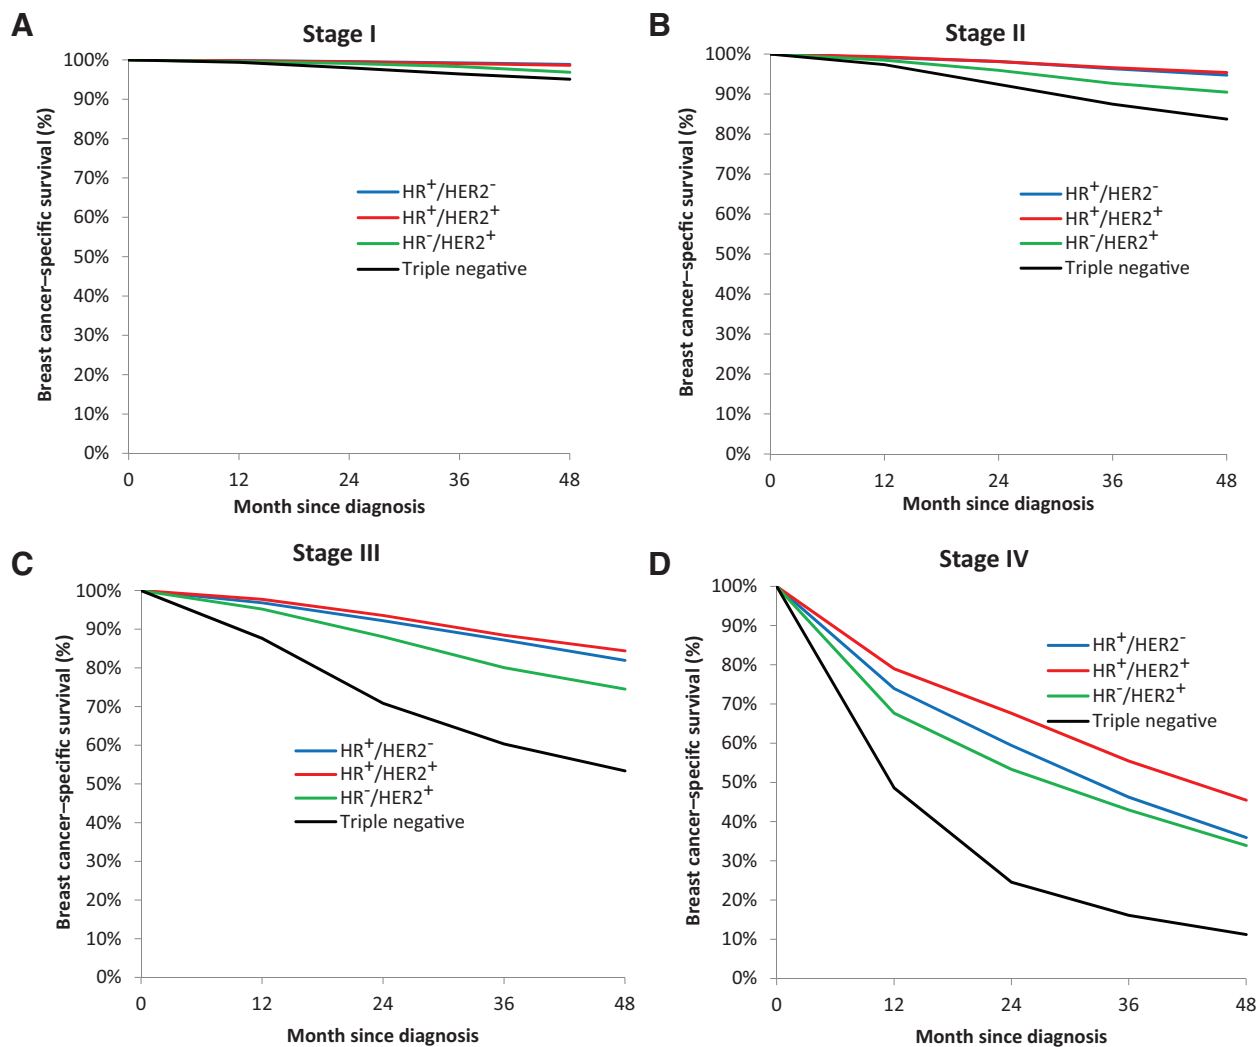 A
Stage I
Breast cancer–specific survival (%)
100%
90%
80%
70%
60%
50%
40%
30%
20%
10%
0%
HR+/HER2-
HR+/HER2+
HR-/HER2+
Triple negative
0 12 24 36 48
Month since diagnosis
B
Stage II
Breast cancer–specfic survival (%)
100%
90%
80%
70%
60%
50%
40%
30%
20%
10%
0%
HR+/HER2-
HR+/HER2+
HR-/HER2+
Triple negative
0 12 24 36 48
Month since diagnosis
C
Stage III
Breast cancer–specific survival (%)
100%
90%
80%
70%
60%
50%
40%
30%
20%
10%
0%
HR+/HER2-
HR+/HER2+
HR-/HER2+
Triple negative
0 12 24 36 48
Month since diagnosis
D
Stage IV
Breast cancer–specifc survival (%)
100%
90%
80%
70%
60%
50%
40%
30%
20%
10%
0%
HR+/HER2-
HR+/HER2+
HR-/HER2+
Triple negative
0 12 24 36 48
Month since diagnosis